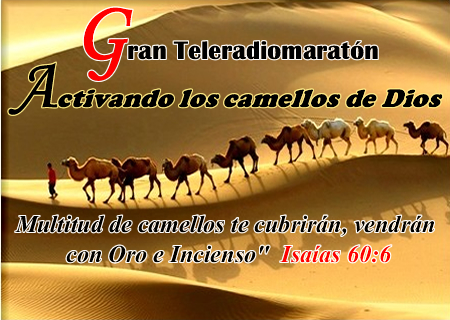 Gran Teleradiomaratón
Activando los camellos de Dios
Multitud de camellos te cubrirán, vendrán
con Oro e Incienso" Isaías 60:6